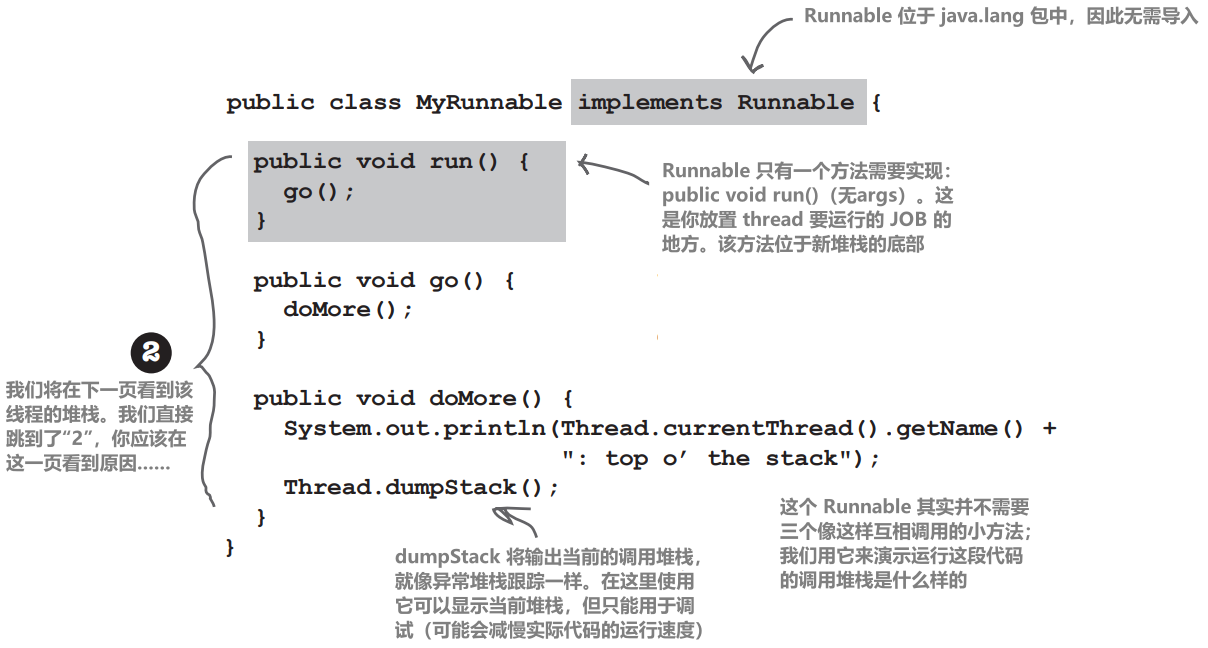 Runnable 位于 java.lang 包中，因此无需导入
public class MyRunnable implements Runnable {
public void run() {
go();
}
Runnable 只有一个方法需要实现：
public void run()（无args）。这
是你放置 thread 要运行的 JOB 的
地方。该方法位于新堆栈的底部
public void go() {
doMore();
}
2
我们将在下一页看到该
线程的堆栈。我们直接
跳到了“2”，你应该在
这一页看到原因……
public void doMore() {
System.out.println(Thread.currentThread().getName() +
": top o’ the stack");
Thread.dumpStack();
}
}
dumpStack 将输出当前的调用堆栈，
就像异常堆栈跟踪一样。在这里使用
它可以显示当前堆栈，但只能用于调
试（可能会减慢实际代码的运行速度）
这个 Runnable 其实并不需要
三个像这样互相调用的小方法；
我们用它来演示运行这段代码
的调用堆栈是什么样的